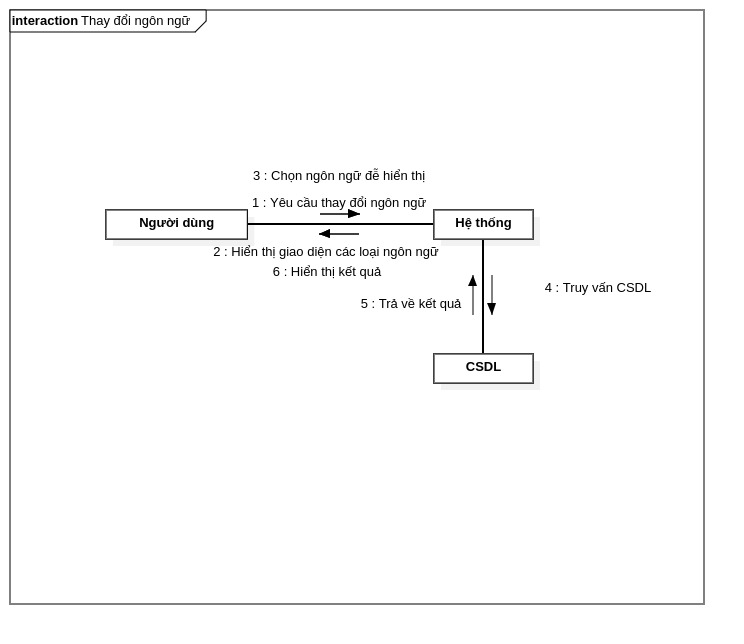 interaction Thay đổi ngôn ngữ
3 : Chọn ngôn ngữ để hiển thị
1 : Yêu cầu thay đổi ngôn ngữ
Người dùng
Hệ thống
2 : Hiển thị giao diện các loại ngôn ngữ
6 : Hiển thị kết quả
4 : Truy vấn CSDL
5 : Trả về kết quả
CSDL